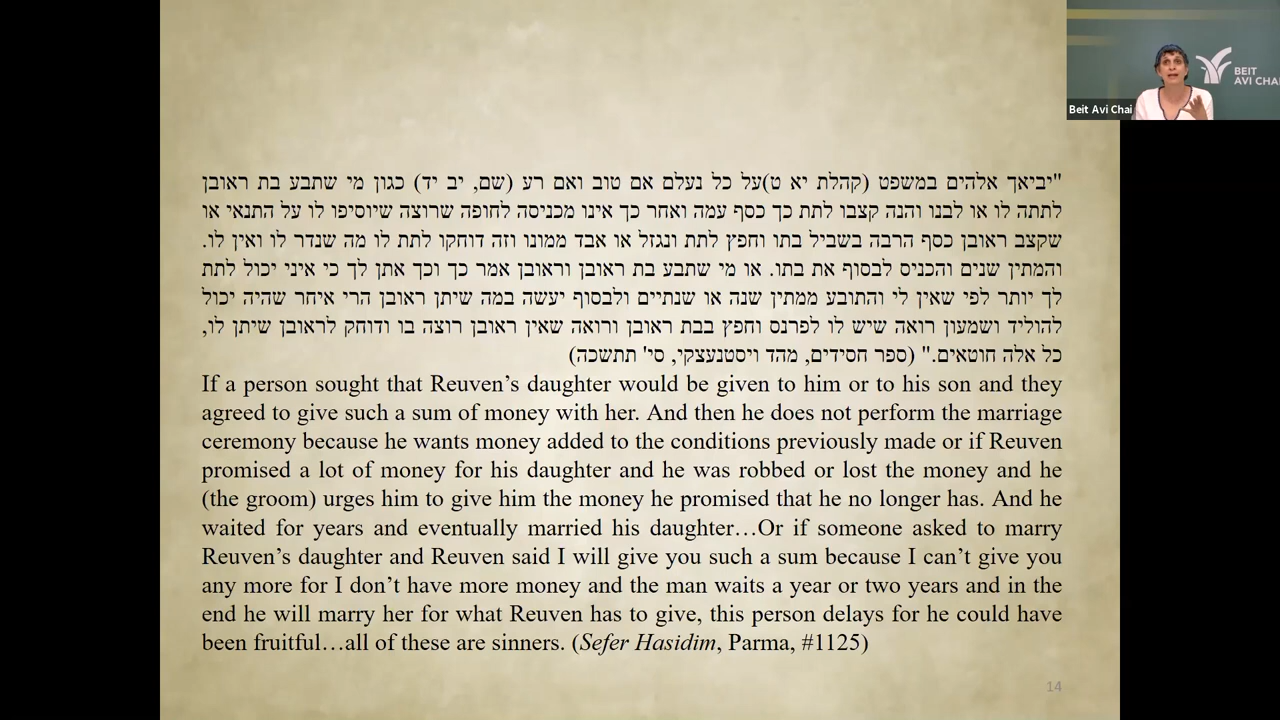 BEIT
AVI CHAI
Beit Avi Chai
"יביאך אלהים במשפט (קהלת יא ט)על כל נעלם אם טוב ואם רע (שם, יב יד) כגון מי שתבע בת ראובן
לתתה לו או לבנו והנה קצבו לתת כך כסף עמה ואחר כך אינו מכניסה לחופה שרוצה שיוסיפו לו על התנאי או
שקצב ראובן כסף הרבה בשביל בתו וחפץ לתת ונגזל או אבד ממונו וזה דוחקו לתת לו מה שנדר לו ואין לו.
והמתין שנים והכניס לבסוף את בתו. או מי שתבע בת ראובן וראובן אמר כך וכך אתן לך כי איני יכול לתת
לך יותר לפי שאין לי והתובע ממתין שנה או שנתיים ולבסוף יעשה במה שיתן ראובן הרי איחר שהיה יכול
להוליד ושמעון רואה שיש לו לפרנס וחפץ בבת ראובן ורואה שאין ראובן רוצה בו ודוחק לראובן שיתן לו,
כל אלה חוטאים." (ספר חסידים, מהד ויסטנעצקי, סי' תתשכה)
If a person sought that Reuven's daughter would be given to him or to his son and they
agreed to give such a sum of money with her. And then he does not perform the marriage
ceremony because he wants money added to the conditions previously made or if Reuven
promised a lot of money for his daughter and he was robbed or lost the money and he
(the groom) urges him to give him the money he promised that he no longer has. And he
waited for years and eventually married his daughter…Or if someone asked to marry
Reuven's daughter and Reuven said I will give you such a sum because I can't give you
any more for I don't have more money and the man waits a year or two years and in the
end he will marry her for what Reuven has to give, this person delays for he could have
been fruitful…all of these are sinners. (Sefer Hasidim, Parma, #1125)
14